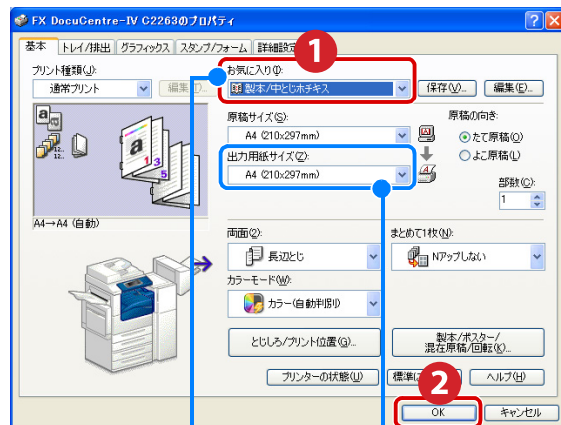 FX DocuCentre-IV C2263のプロパティ
基本 トレイ/排出 グラフィックス スタンプ/フォーム 詳細設定
1
プリント種類(J):
通常プリント
編集(D)...
お気に入り(I):
製本/中とじホチキス
保存(V)...
編集(E)...
原稿サイズ(S):
A4 (210x297mm)
原稿の向き:
たて原稿(O)
よこ原稿(L)
出力用紙サイズ(Z):
A4 (210x297mm)
部数(C):
1
A4→A4 (自動)
両面(2):
長辺とじ
まとめて1枚(N):
Nアップしない
カラーモード(W):
カラー(自動判別)
とじしろ/プリント位置(G)...
製本/ポスター/
混在原稿/回転(K)...
プリンターの状態(U)
標準(
ヘルプ(H)
2
OK
キャンセル